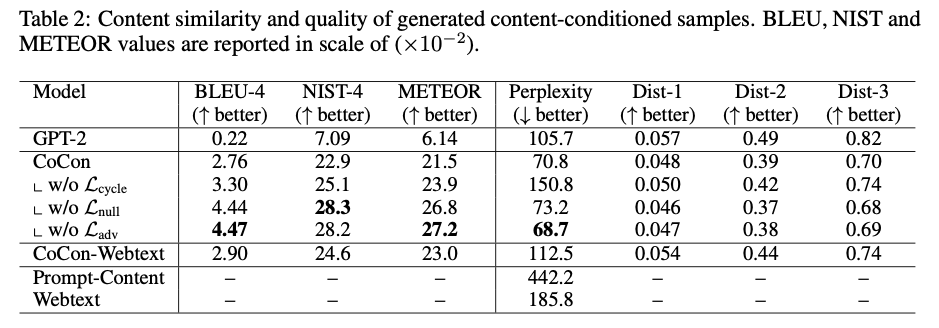 Table 2: Content similarity and quality of generated content-conditioned samples. BLEU, NIST and
METEOR values are reported in scale of (×10⁻²).
Model BLEU-4 NIST-4 METEOR Perplexity Dist-1 Dist-2 Dist-3
(↑ better) (↑ better) (↑ better) (↓ better) (↑ better) (↑ better) (↑ better)
GPT-2 0.22 7.09 6.14 105.7 0.057 0.49 0.82
CoCon 2.76 22.9 21.5 70.8 0.048 0.39 0.70
∟ w/o ℒcycle 3.30 25.1 23.9 150.8 0.050 0.42 0.74
∟ w/o ℒnull 4.44 28.3 26.8 73.2 0.046 0.37 0.68
∟ w/o ℒadv 4.47 28.2 27.2 68.7 0.047 0.38 0.69
CoCon-Webtext 2.90 24.6 23.0 112.5 0.054 0.44 0.74
Prompt-Content – – – 442.2 – – –
Webtext – – – 185.8 – – –